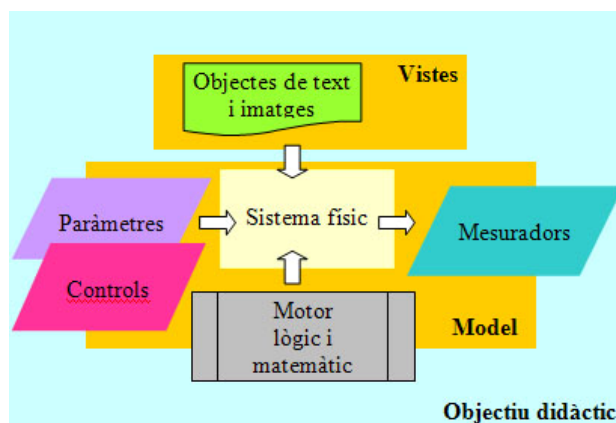 Objectes de text
i imatges
Vistes
Paràmetres
Controls
Sistema físic
Mesuradors
Motor
lògic i
matemàtic
Model
Objectiu didàctic